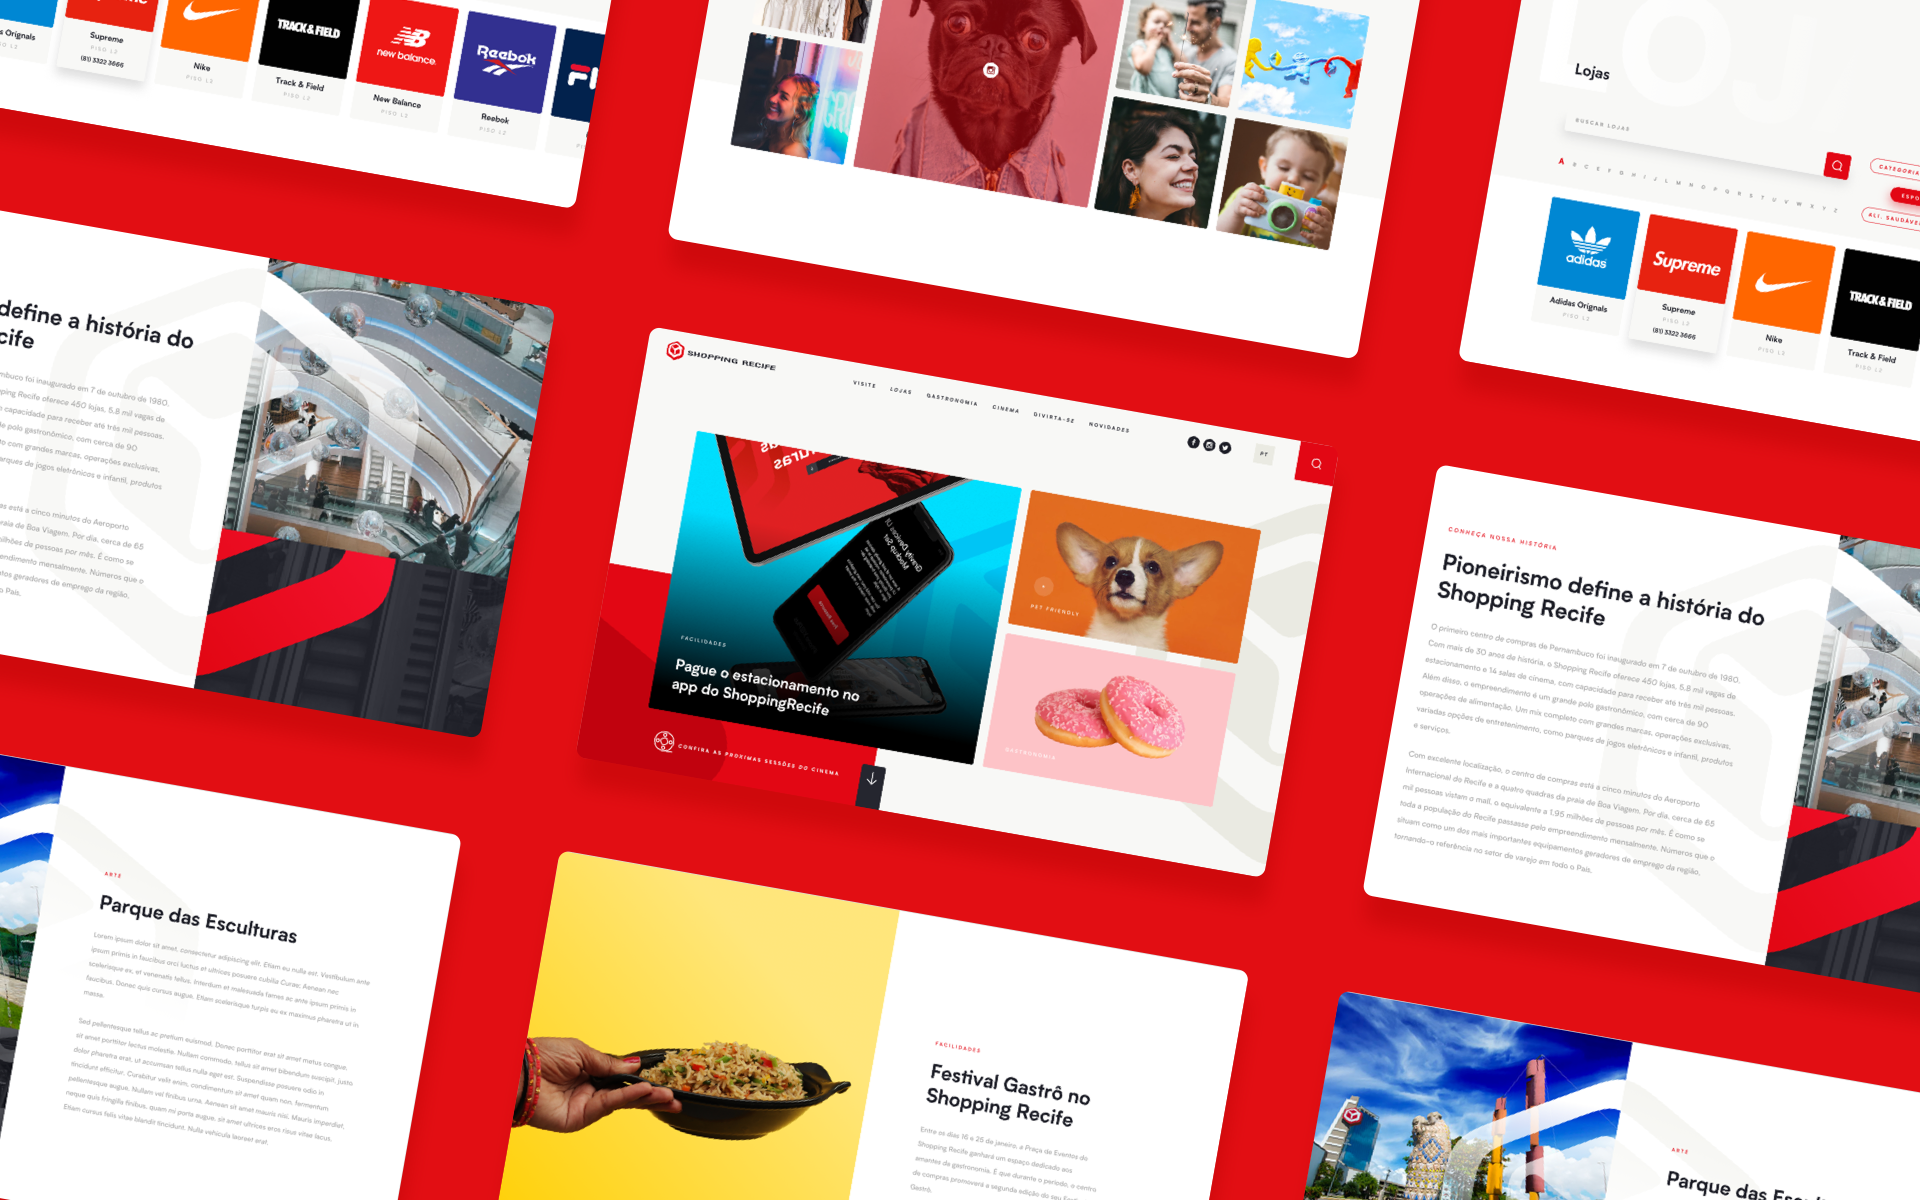 s Orignals
PISO L3
Supreme
PISO L3
(81) 3322 3666
Nike
PISO L3
TRACK & FIELD
Track & Field
PISO L3
new balance.
New Balance
PISO L3
Reebok
Reebok
PISO L3
Lojas
BUSCAR LOJAS
A B C E F G H I J L M N O P Q R S T U V W X Y Z
CATEGORIA
ESPO
ALI. SAUDÁVE
adidas
Adidas Orignals
PISO L3
Supreme
Supreme
PISO L3
(81) 3322 3666
Nike
PISO L3
TRACK & FIELD
Track & Field
PISO L3
define a história do
cife
mbuco foi inaugurado em 7 de outubro de 1980.
ping Recife oferece 450 lojas, 5,8 mil vagas de
capacidade para receber até três mil pessoas.
de polo gastronômico, com cerca de 90
to com grandes marcas, operações exclusivas,
arques de jogos eletrônicos e infantil, produtos
as está a cinco minutos do Aeroporto
raia de Boa Viagem. Por dia, cerca de 65
ilhões de pessoas por mês. É como se
endimento mensalmente. Números que o
ntos geradores de emprego da região,
o País.
SHOPPING RECIFE
VISITE
LOJAS
GASTRONOMIA
CINEMA
DIVIRTA-SE
NOVIDADES
PT
FACILIDADES
Pague o estacionamento no
app do ShoppingRecife
PET FRIENDLY
GASTRONOMIA
CONFIRA AS PROXIMAS SESSÕES DO CINEMA
CONHEÇA NOSSA HISTÓRIA
Pioneirismo define a história do
Shopping Recife
O primeiro centro de compras de Pernambuco foi inaugurado em 7 de outubro de 1980.
Com mais de 30 anos de história, o Shopping Recife oferece 450 lojas, 5,8 mil vagas de
estacionamento e 14 salas de cinema, com capacidade para receber até três mil pessoas.
Além disso, o empreendimento é um grande polo gastronômico, com cerca de 90
operações de alimentação. Um mix completo com grandes marcas, operações exclusivas,
variadas opções de entretenimento, como parques de jogos eletrônicos e infantil, produtos
e serviços.
Com excelente localização, o centro de compras está a cinco minutos do Aeroporto
Internacional do Recife e a quatro quadras da praia de Boa Viagem. Por dia, cerca de 65
mil pessoas vistam o mall, o equivalente a 1,95 milhões de pessoas por mês. É como se
toda a população do Recife passasse pelo empreendimento mensalmente. Números que o
situam como um dos mais importantes equipamentos geradores de emprego da região,
tornando-o referência no setor de varejo em todo o País.
ARTE
Parque das Esculturas
Lorem ipsum dolor sit amet, consectetur adipiscing elit. Etiam eu nulla est. Vestibulum ante
ipsum primis in faucibus orci luctus et ultrices posuere cubilia Curae; Aenean nec
scelerisque ex, et venenatis tellus. Interdum et malesuada fames ac ante ipsum primis in
faucibus. Donec quis cursus augue. Etiam scelerisque turpis eu ex maximus pharetra ut in
massa.
Sed pellentesque tellus ac pretium euismod. Donec porttitor erat sit amet metus congue,
sit amet porttitor lectus molestie. Nullam commodo, tellus sit amet bibendum suscipit, justo
dolor pharetra erat, ut accumsan tellus nulla eget est. Suspendisse posuere odio in
tincidunt efficitur. Curabitur velit enim, condimentum sit amet quam non, fermentum
pellentesque augue. Nullam vel finibus urna. Aenean sit amet mauris nisi. Mauris imperdiet,
neque quis fringilla finibus, quam mi porta augue, sit amet ultrices eros risus vitae lacus.
Etiam cursus felis vitae blandit tincidunt. Nulla vehicula laoreet erat.
FACILIDADES
Festival Gastrô no
Shopping Recife
Entre os dias 16 a 25 de janeiro, a Praça de Eventos do
Shopping Recife ganhará um espaço dedicado aos
amantes da gastronomia. É que durante o período, o centro
de compras promoverá a segunda edição do seu Festival
Gastrô.
ARTE
Parque das Escult